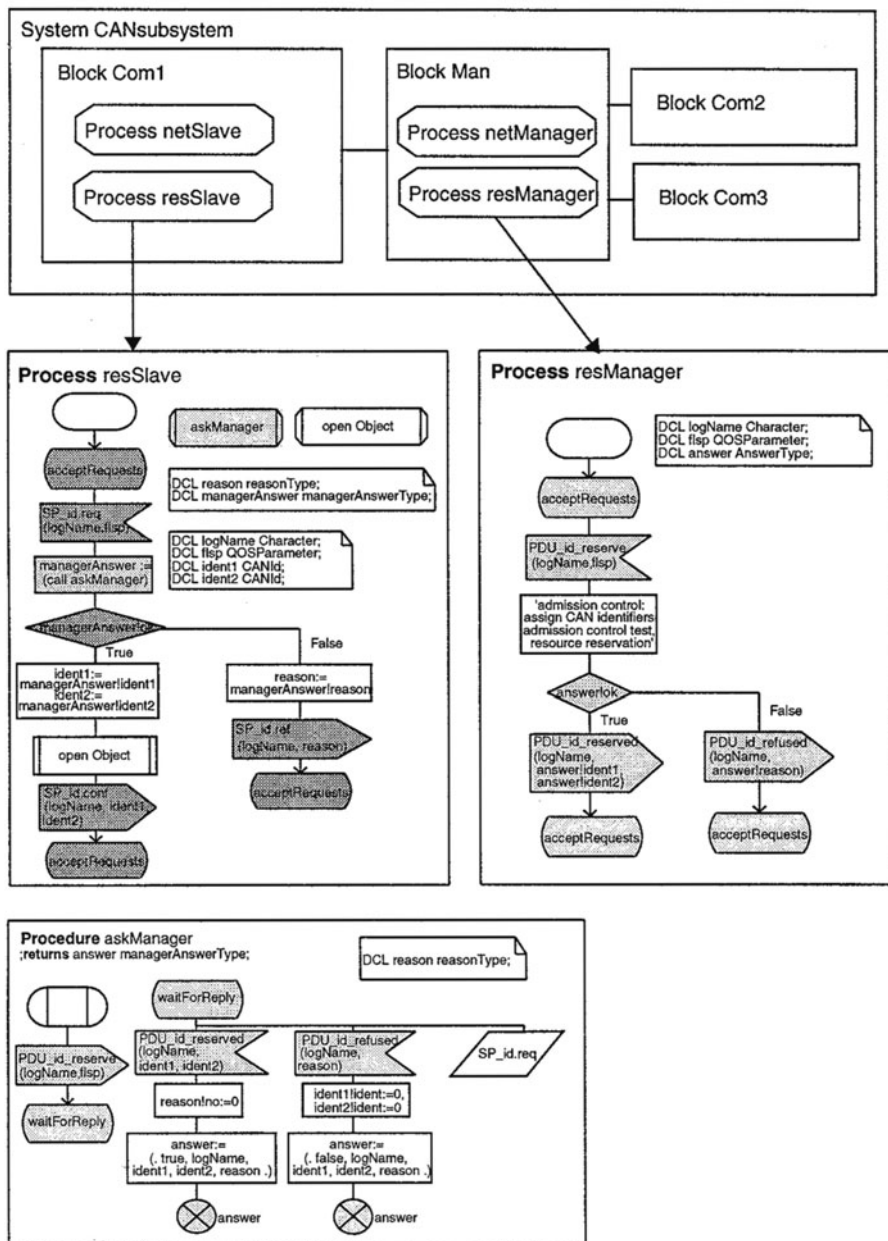 System CANsubsystem
Block Com1
Process netSlave
Process resSlave
Block Man
Process netManager
Process resManager
Block Com2
Block Com3
Process resSlave
askManager
open Object
acceptRequests
DCL reason reasonType;
DCL managerAnswer managerAnswerType;
SP_id.req
(logName,flsp)
DCL logName Character;
DCL flsp QOSParameter;
DCL ident1 CANId;
DCL ident2 CANId;
managerAnswer :=
(call askManager)
managerAnswer!ok
True
False
ident1:=
managerAnswer!ident1
ident2:=
managerAnswer!ident2
reason:=
managerAnswer!reason
open Object
SP_id.ref
(logName, reason)
SP_id.conf
(logName, ident1,
ident2)
acceptRequests
acceptRequests
Process resManager
DCL logName Character;
DCL flsp QOSParameter;
DCL answer AnswerType;
acceptRequests
PDU_id_reserve
(logName,flsp)
'admission control:
assign CAN identifiers
admission control test,
resource reservation'
answer!ok
True
False
PDU_id_reserved
(logName,
answer!ident1,
answer!ident2)
PDU_id_refused
(logName,
answer!reason)
acceptRequests
acceptRequests
Procedure askManager
;returns answer managerAnswerType;
DCL reason reasonType;
PDU_id_reserve
(logName,flsp)
waitForReply
waitForReply
PDU_id_reserved
(logName,
ident1, ident2)
PDU_id_refused
(logName,
reason)
SP_id.req
reason!no:=0
ident1!ident:=0,
ident2!ident:=0
answer:=
(. true, logName,
ident1, ident2, reason .)
answer:=
(. false, logName,
ident1, ident2, reason .)
answer
answer